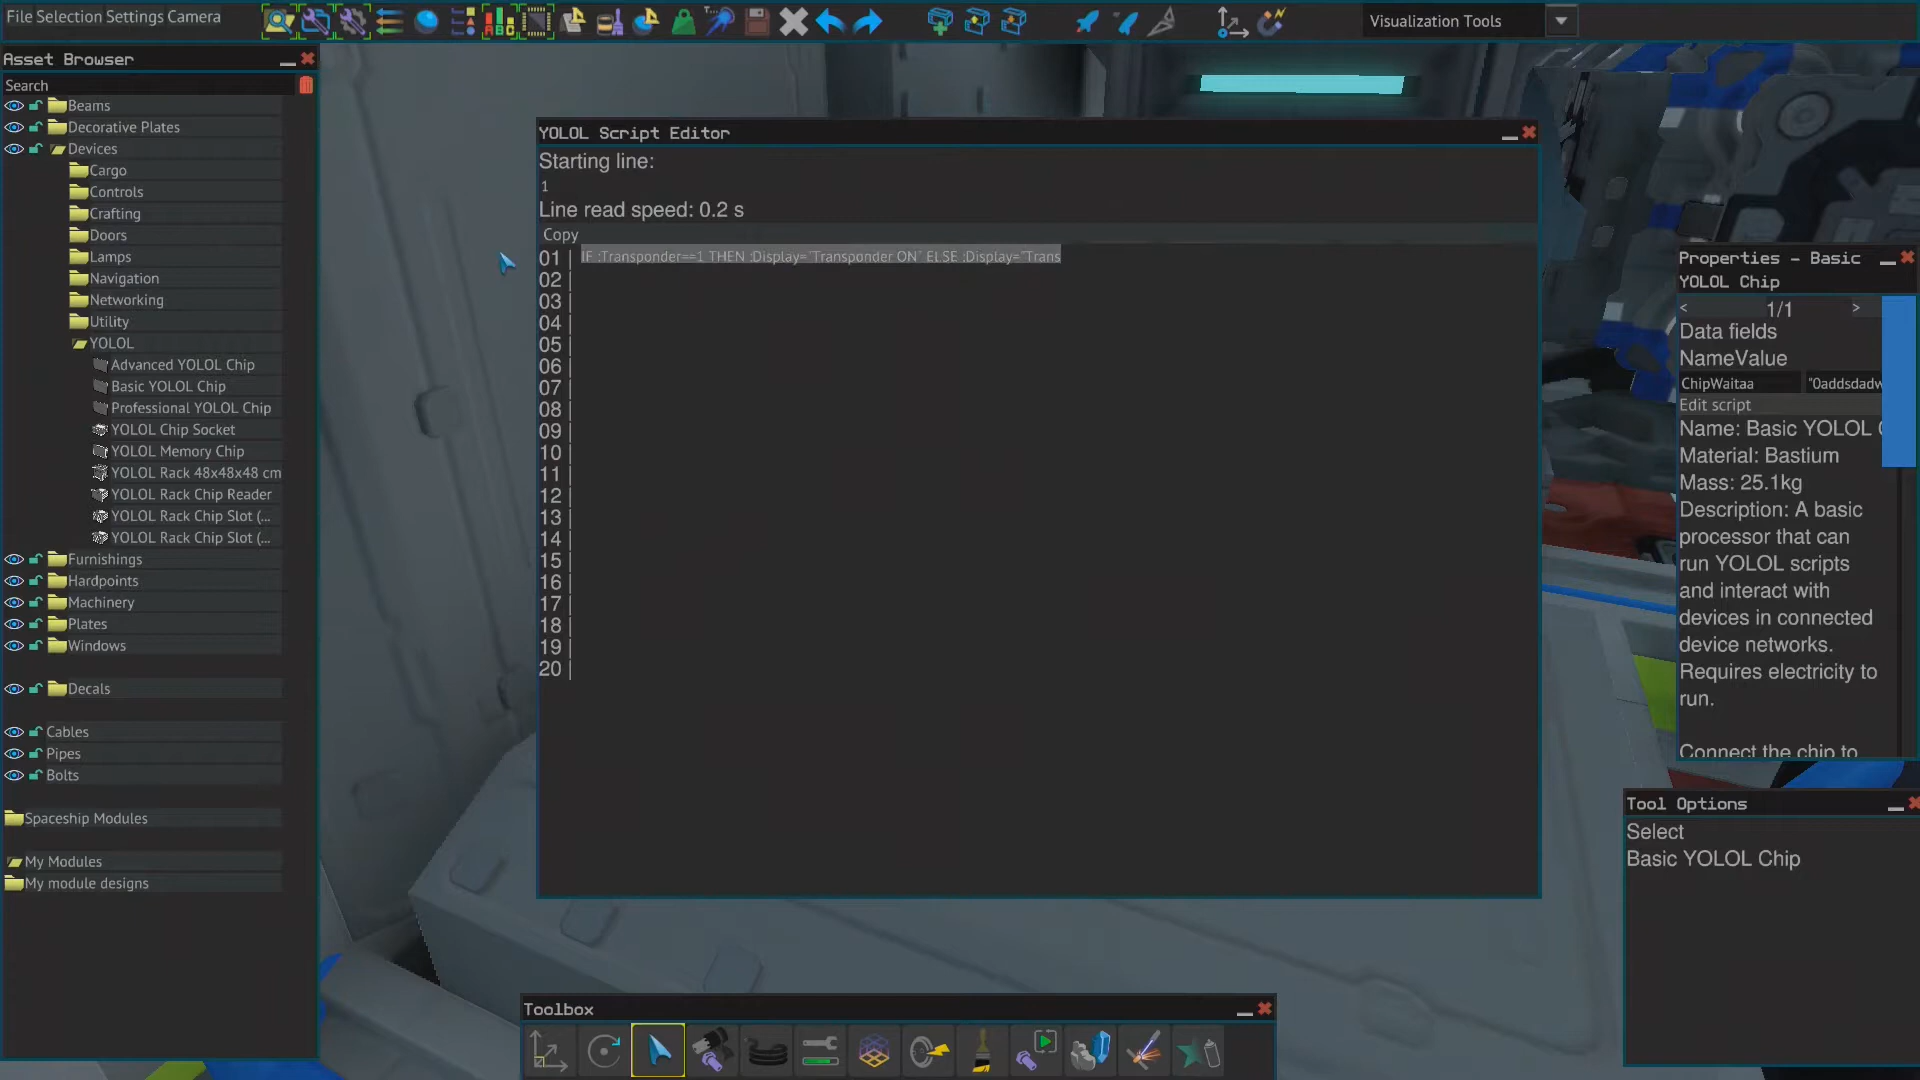 File Selection Settings Camera
Visualization Tools
Asset Browser
Search
Beams
Decorative Plates
Devices
Cargo
Controls
Crafting
Doors
Lamps
Navigation
Networking
Utility
YOLOL
Advanced YOLOL Chip
Basic YOLOL Chip
Professional YOLOL Chip
YOLOL Chip Socket
YOLOL Memory Chip
YOLOL Rack 48x48x48 cm
YOLOL Rack Chip Reader
YOLOL Rack Chip Slot (...
YOLOL Rack Chip Slot (...
Furnishings
Hardpoints
Machinery
Plates
Windows
Decals
Cables
Pipes
Bolts
Spaceship Modules
My Modules
My module designs
YOLOL Script Editor
Starting line:
1
Line read speed: 0.2 s
Copy
01 | IF :Transponder==1 THEN :Display="Transponder ON" ELSE :Display="Trans
02 |
03 |
04 |
05 |
06 |
07 |
08 |
09 |
10 |
11 |
12 |
13 |
14 |
15 |
16 |
17 |
18 |
19 |
20 |
Properties - Basic
YOLOL Chip
< 1/1 >
Data fields
NameValue
ChipWaitaa "0addsdadw
Edit script
Name: Basic YOLOL
Material: Bastium
Mass: 25.1kg
Description: A basic
processor that can
run YOLOL scripts
and interact with
devices in connected
device networks.
Requires electricity to
run.
Connect the chip to
Tool Options
Select
Basic YOLOL Chip
Toolbox